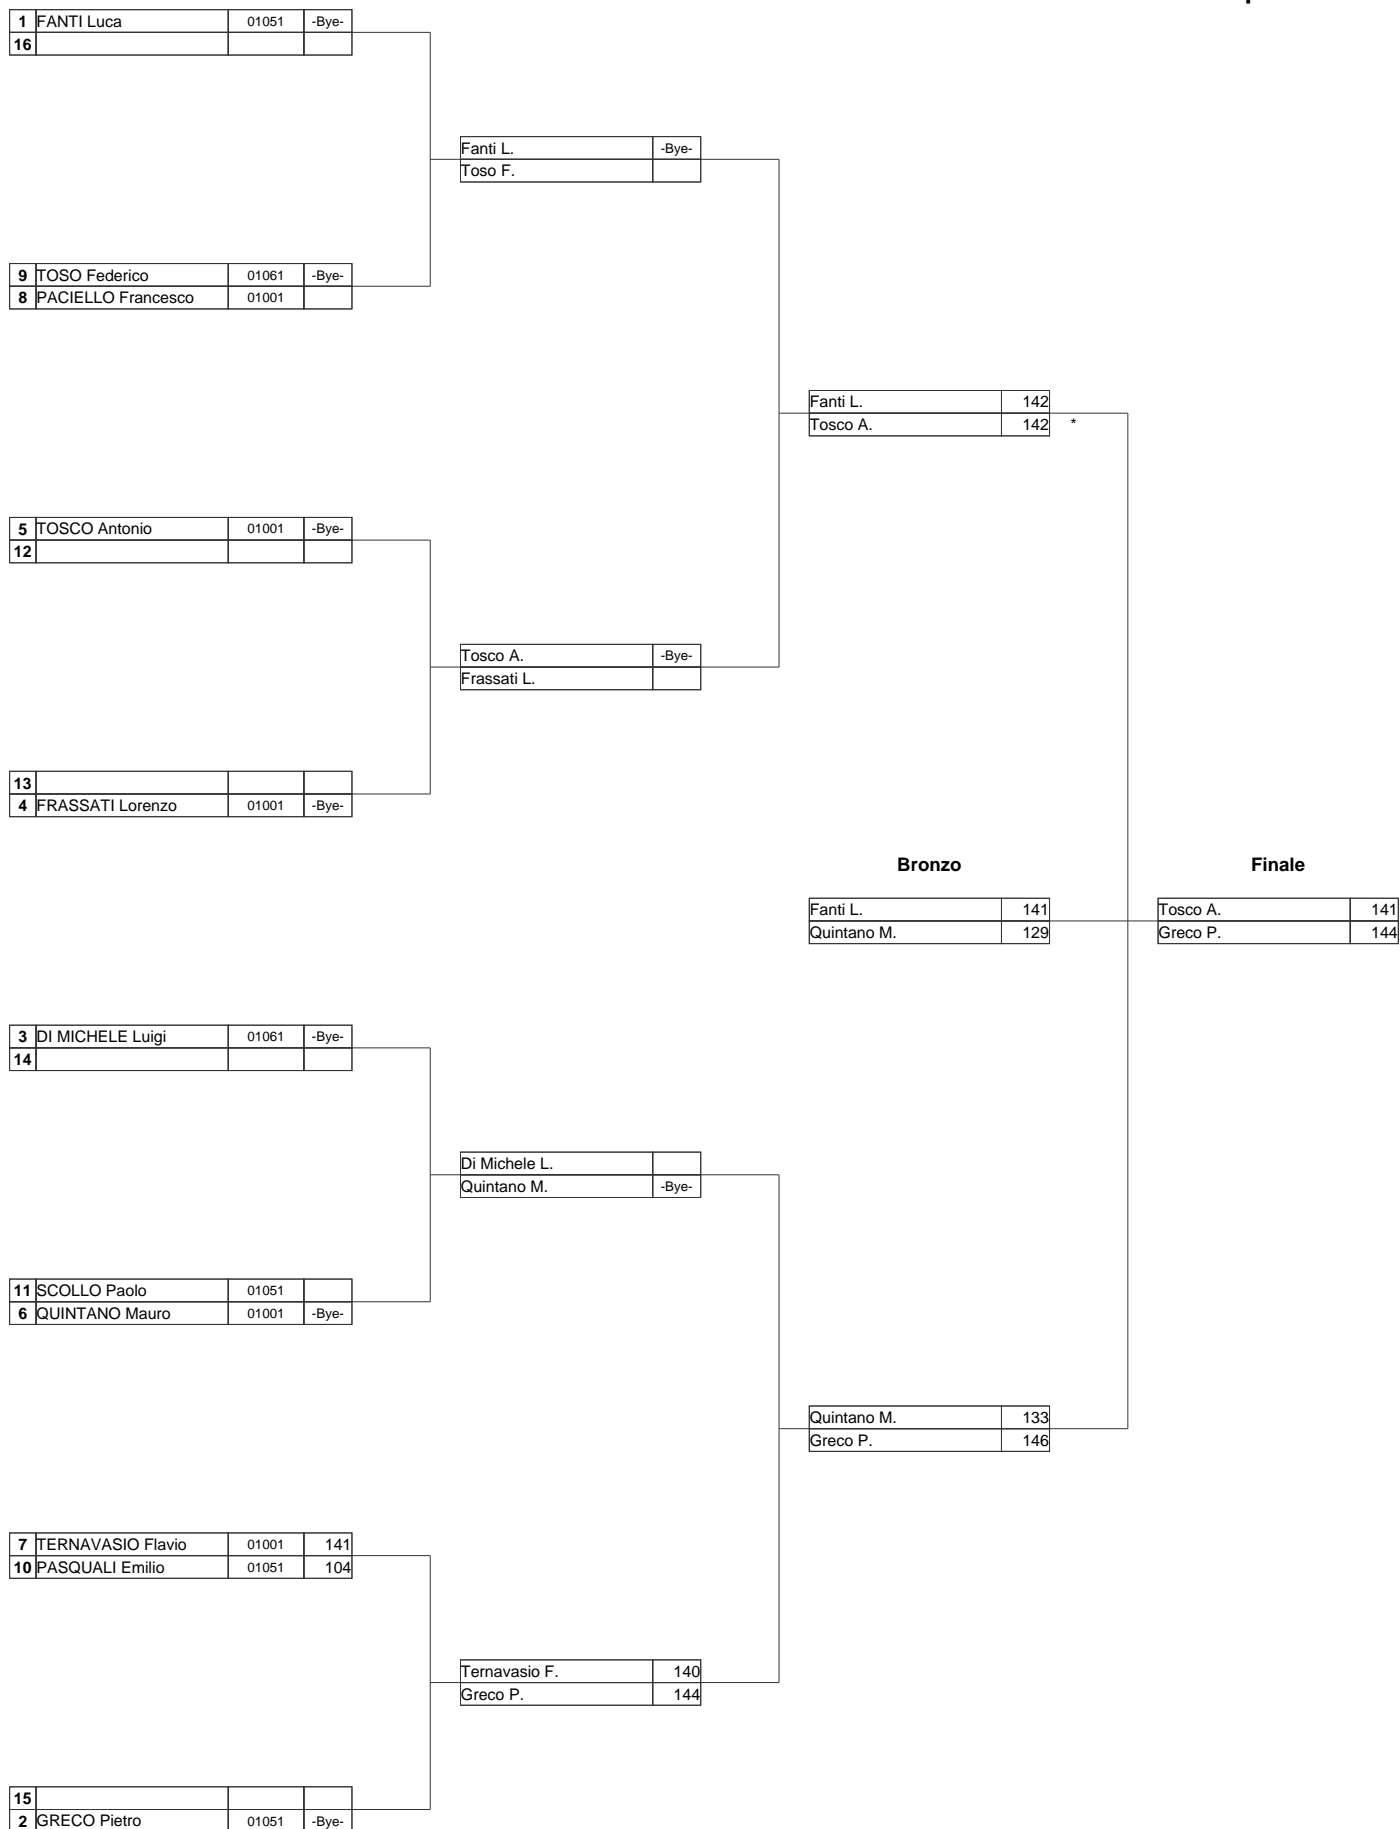 1 FANTI Luca 01051 -Bye-
16
Fanti L. -Bye-
Toso F.
9 TOSO Federico 01061 -Bye-
8 PACIELLO Francesco 01001
Fanti L. 142
Tosco A. 142 *
5 TOSCO Antonio 01001 -Bye-
12
Tosco A. -Bye-
Frassati L.
13
4 FRASSATI Lorenzo 01001 -Bye-
Bronzo Finale
Fanti L. 141 Tosco A. 141
Quintano M. 129 Greco P. 144
3 DI MICHELE Luigi 01061 -Bye-
14
Di Michele L.
Quintano M. -Bye-
11 SCOLLO Paolo 01051
6 QUINTANO Mauro 01001 -Bye-
Quintano M. 133
Greco P. 146
7 TERNAVASIO Flavio 01001 141
10 PASQUALI Emilio 01051 104
Ternavasio F. 140
Greco P. 144
15
2 GRECO Pietro 01051 -Bye-